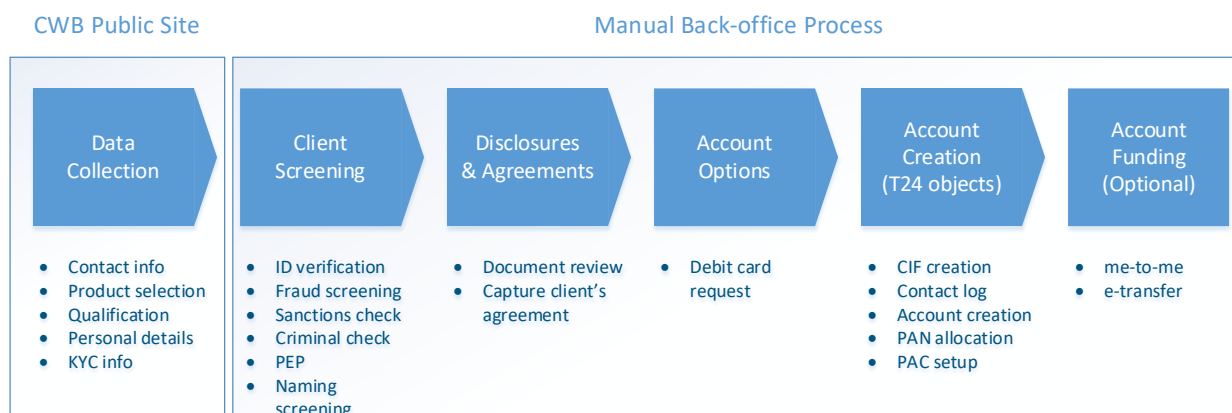 CWB Public Site
Manual Back-office Process
Data
Collection
Client
Screening
Disclosures
& Agreements
Account
Options
Account
Creation
(T24 objects)
Account
Funding
(Optional)
• Contact info
• Product selection
• Qualification
• Personal details
• KYC info
• ID verification
• Fraud screening
• Sanctions check
• Criminal check
• PEP
• Naming
screening
• Document review
• Capture client's
agreement
• Debit card
request
• CIF creation
• Contact log
• Account creation
• PAN allocation
• PAC setup
• me-to-me
• e-transfer